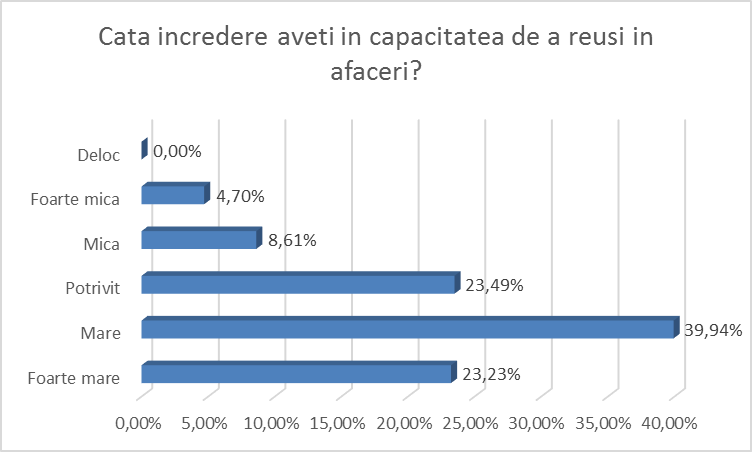 Cata incredere aveti in capacitatea de a reusi in
afaceri?
Deloc 0,00%
Foarte mica 4,70%
Mica 8,61%
Potrivit 23,49%
Mare 39,94%
Foarte mare 23,23%
0,00% 5,00% 10,00% 15,00% 20,00% 25,00% 30,00% 35,00% 40,00%